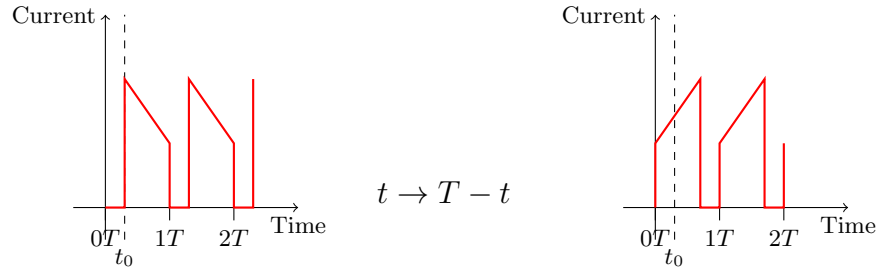 Current
Time
0T
1T
2T
t₀
t → T − t
Current
Time
0T
1T
2T
t₀